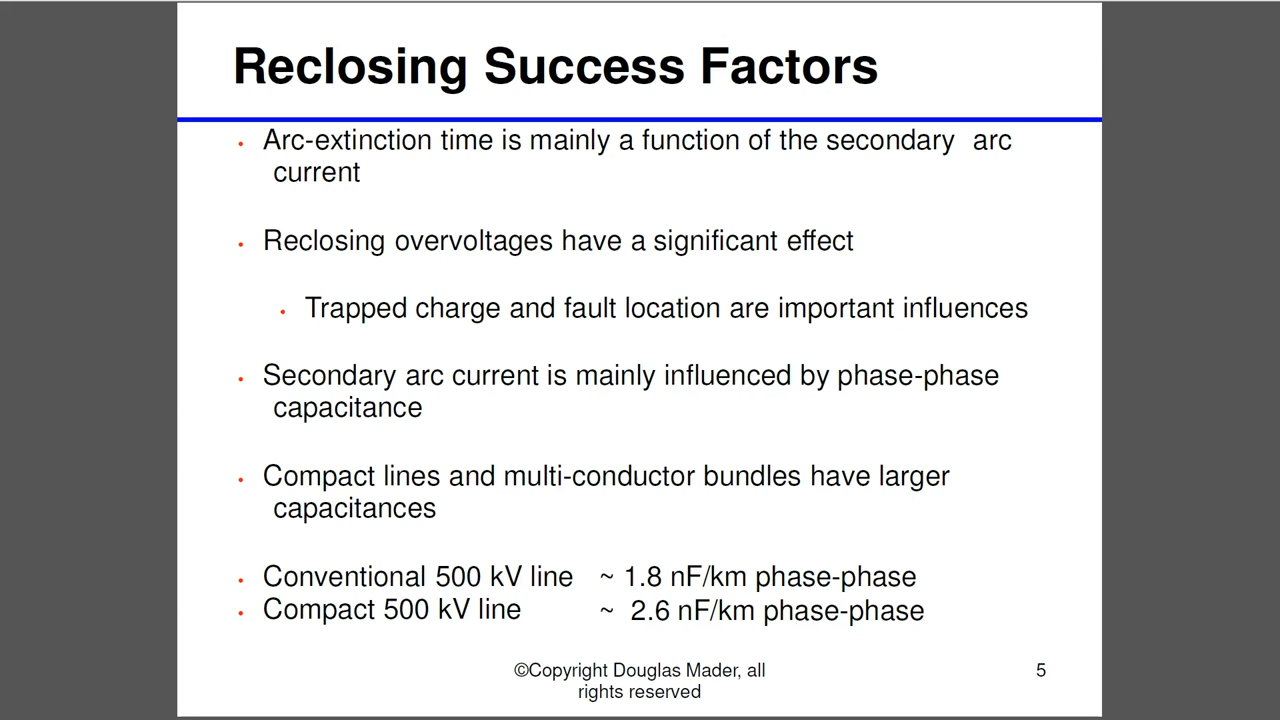 Reclosing Success Factors
• Arc-extinction time is mainly a function of the secondary arc
current
• Reclosing overvoltages have a significant effect
• Trapped charge and fault location are important influences
• Secondary arc current is mainly influenced by phase-phase
capacitance
• Compact lines and multi-conductor bundles have larger
capacitances
• Conventional 500 kV line ~ 1.8 nF/km phase-phase
• Compact 500 kV line ~ 2.6 nF/km phase-phase
©Copyright Douglas Mader, all
rights reserved
5